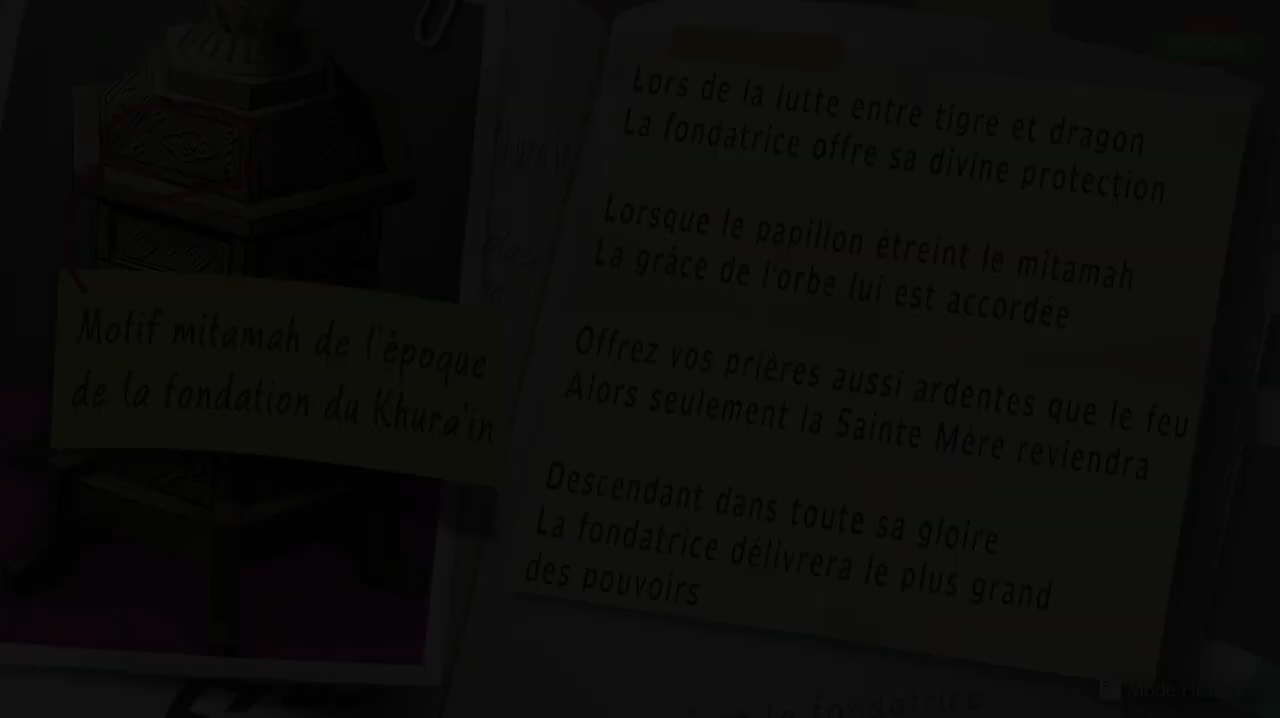 Motif mitamah de l'époque
de la fondation du Khura'in
Lors de la lutte entre tigre et dragon
La fondatrice offre sa divine protection
Lorsque le papillon étreint le mitamah
La grâce de l'orbe lui est accordée
Offrez vos prières aussi ardentes que le feu
Alors seulement la Sainte Mère reviendra
Descendant dans toute sa gloire
La fondatrice délivrera le plus grand
des pouvoirs
la fondatrice
Mode